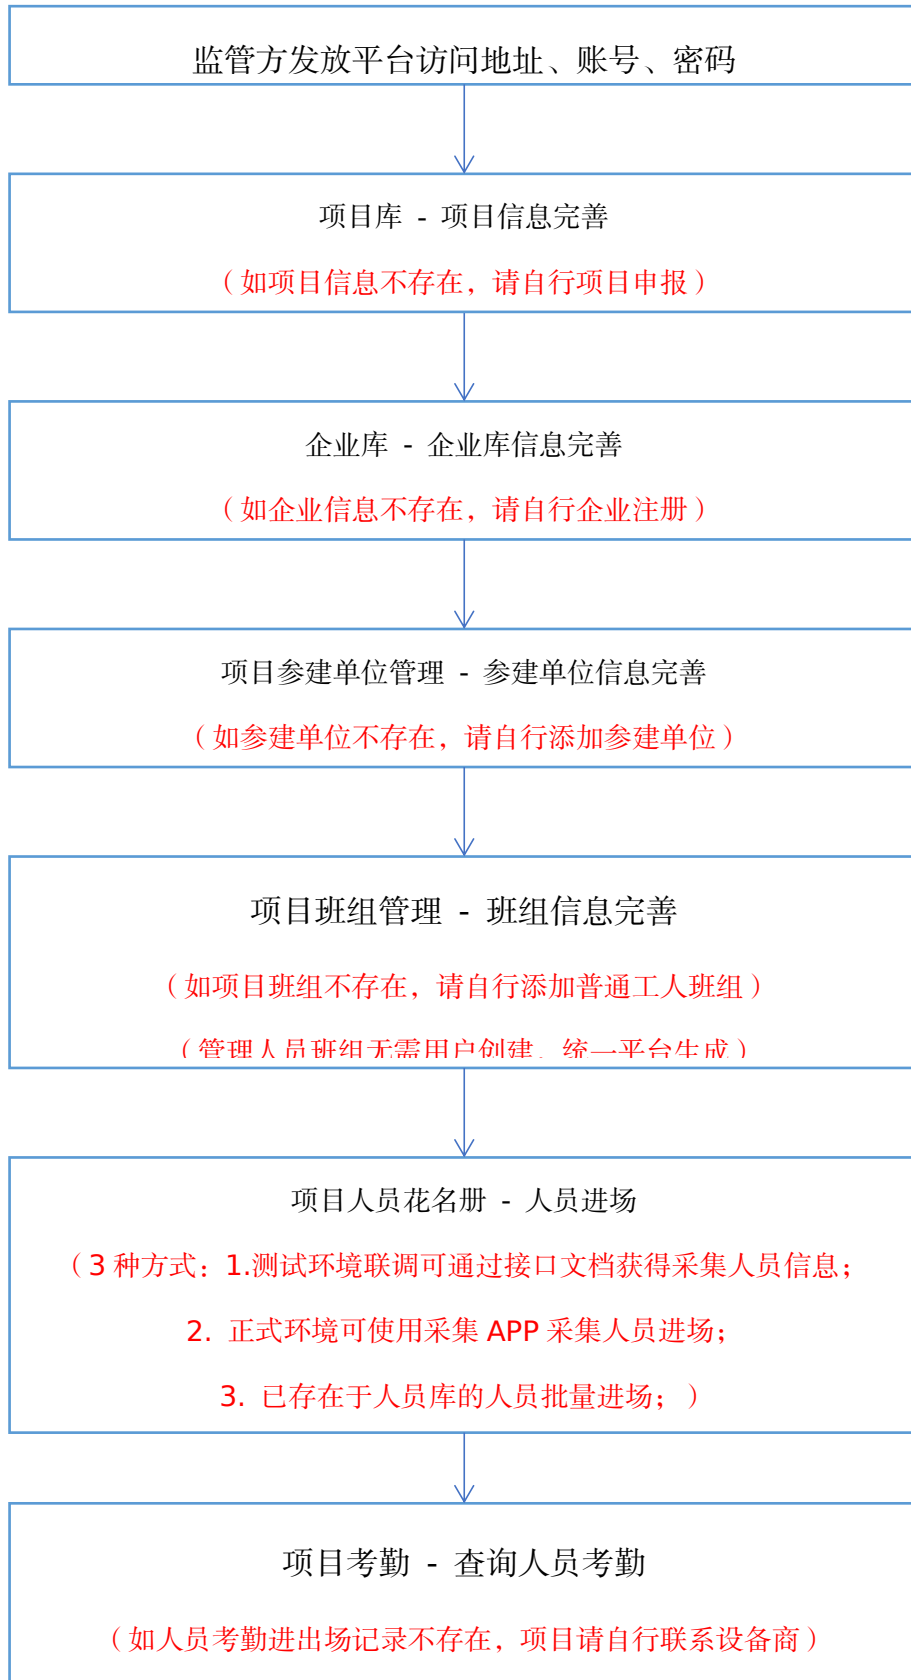 监管方发放平台访问地址、账号、密码
项目库 - 项目信息完善
（如项目信息不存在，请自行项目申报）
企业库 - 企业库信息完善
（如企业信息不存在，请自行企业注册）
项目参建单位管理 - 参建单位信息完善
（如参建单位不存在，请自行添加参建单位）
项目班组管理 - 班组信息完善
（如项目班组不存在，请自行添加普通工人班组）
（管理人员班组无需用户创建，统一平台生成）
项目人员花名册 - 人员进场
（3 种方式：1.测试环境联调可通过接口文档获得采集人员信息；
2. 正式环境可使用采集 APP 采集人员进场；
3. 已存在于人员库的人员批量进场；）
项目考勤 - 查询人员考勤
（如人员考勤进出场记录不存在，项目请自行联系设备商）